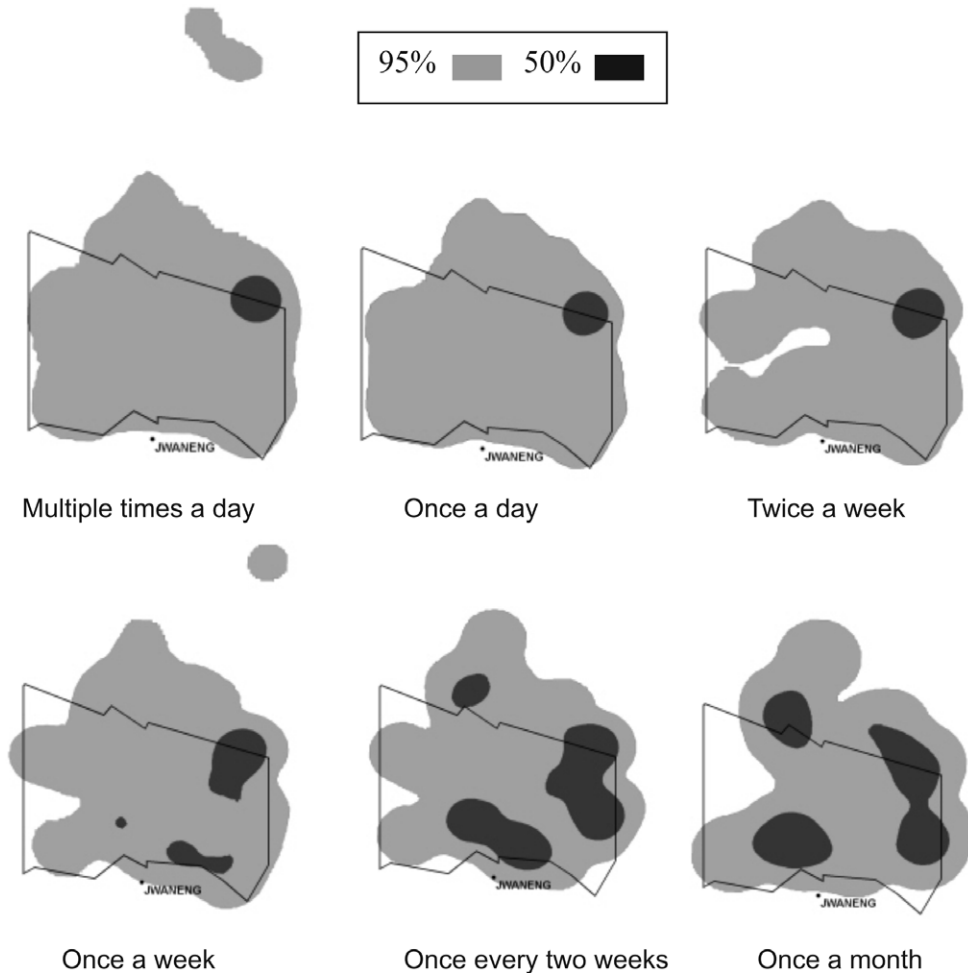 95% 50%
JWANENG
JWANENG
JWANENG
Multiple times a day
Once a day
Twice a week
JWANENG
JWANENG
JWANENG
Once a week
Once every two weeks
Once a month